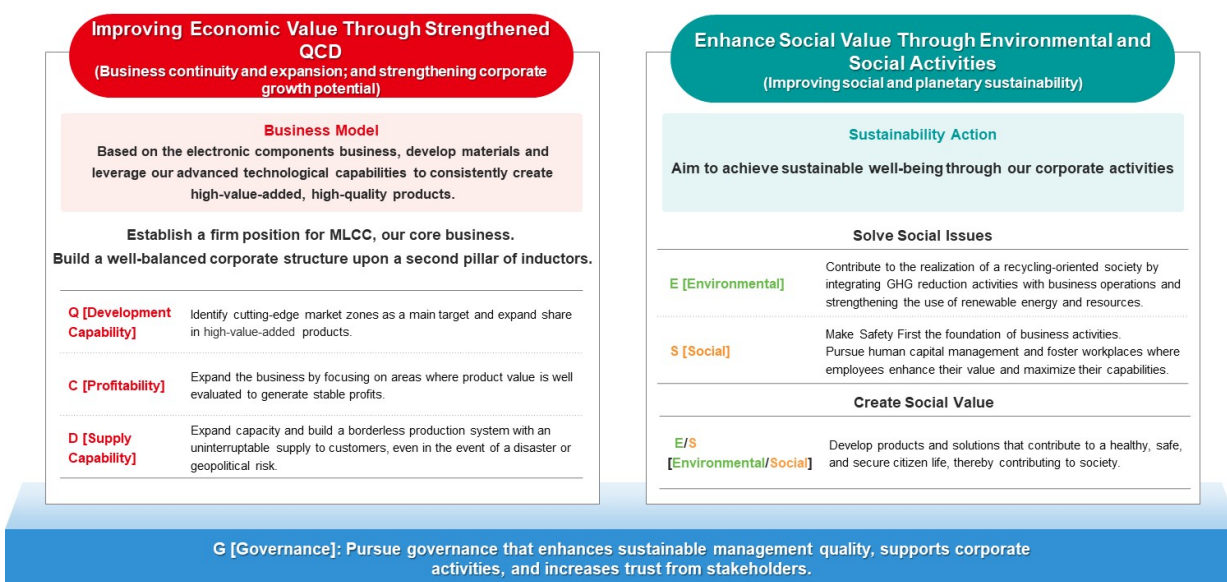 Improving Economic Value Through Strengthened
QCD
(Business continuity and expansion; and strengthening corporate
growth potential)
Business Model
Based on the electronic components business, develop materials and
leverage our advanced technological capabilities to consistently create
high-value-added, high-quality products.
Establish a firm position for MLCC, our core business.
Build a well-balanced corporate structure upon a second pillar of inductors.
Q [Development
Capability]
Identify cutting-edge market zones as a main target and expand share
in high-value-added products.
C [Profitability]
Expand the business by focusing on areas where product value is well
evaluated to generate stable profits.
D [Supply
Capability]
Expand capacity and build a borderless production system with an
uninterruptable supply to customers, even in the event of a disaster or
geopolitical risk.
Enhance Social Value Through Environmental and
Social Activities
(Improving social and planetary sustainability)
Sustainability Action
Aim to achieve sustainable well-being through our corporate activities
Solve Social Issues
E [Environmental]
Contribute to the realization of a recycling-oriented society by
integrating GHG reduction activities with business operations and
strengthening the use of renewable energy and resources.
S [Social]
Make Safety First the foundation of business activities.
Pursue human capital management and foster workplaces where
employees enhance their value and maximize their capabilities.
Create Social Value
E/S
[Environmental/Social]
Develop products and solutions that contribute to a healthy, safe,
and secure citizen life, thereby contributing to society.
G [Governance]: Pursue governance that enhances sustainable management quality, supports corporate
activities, and increases trust from stakeholders.